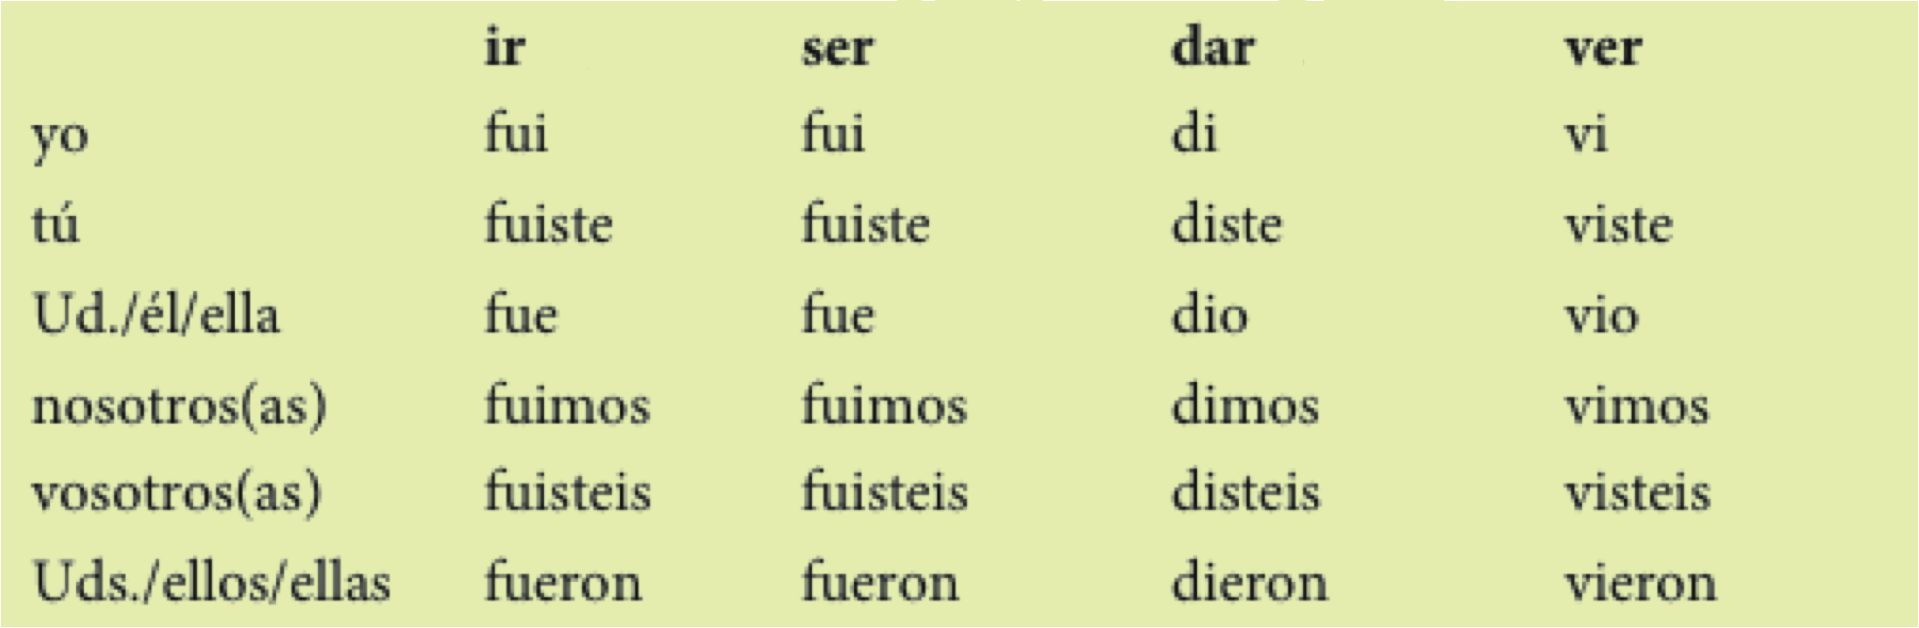 ir ser dar ver
yo fui fui di vi
tú fuiste fuiste diste viste
Ud./él/ella fue fue dio vio
nosotros(as) fuimos fuimos dimos vimos
vosotros(as) fuisteis fuisteis disteis visteis
Uds./ellos/ellas fueron fueron dieron vieron